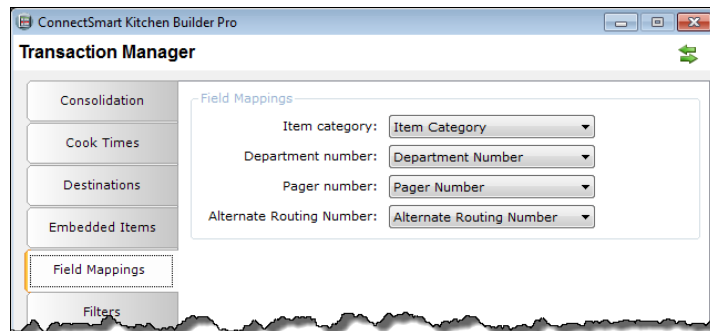 ConnectSmart Kitchen Builder Pro
Transaction Manager
Consolidation
Cook Times
Destinations
Embedded Items
Field Mappings
Filters
Field Mappings
Item category: Item Category
Department number: Department Number
Pager number: Pager Number
Alternate Routing Number: Alternate Routing Number